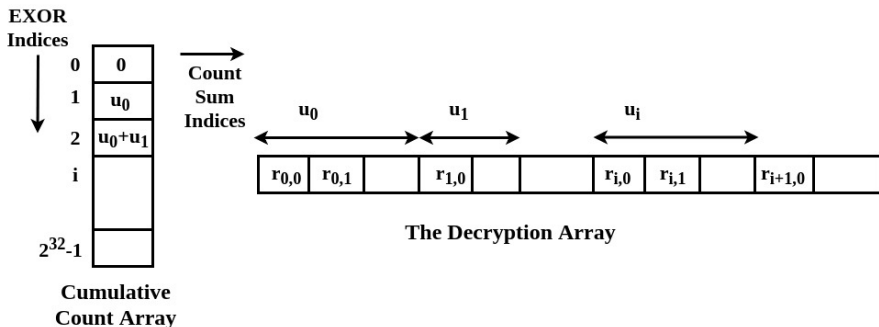 EXOR
Indices
0 0
1 u0
2 u0+u1
i
2^32-1
Cumulative
Count Array
Count
Sum
Indices
u0 u1 ui
r0,0 r0,1 r1,0 ri,0 ri,1 ri+1,0
The Decryption Array